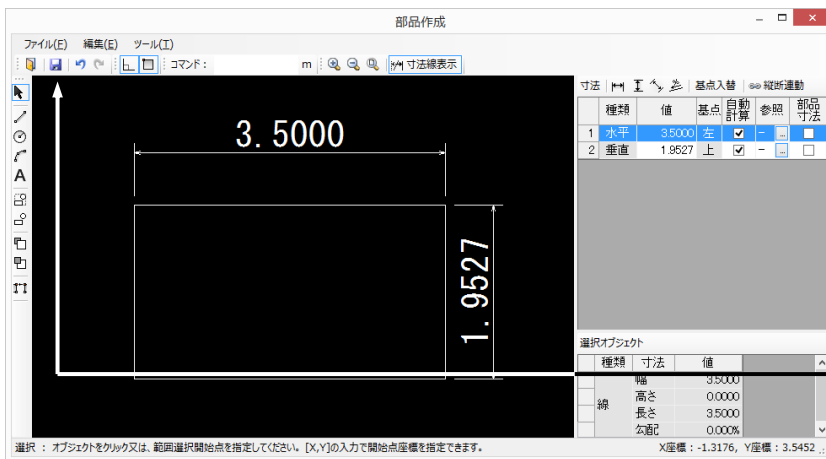 部品作成
ファイル(F) 編集(E) ツール(T)
コマンド : m 寸法線表示
寸法 基点入替 縦断連動
種類 値 基点 自動計算 参照 部品寸法
1 水平 3.5000 左 - ...
2 垂直 1.9527 上 - ...
A
3.5000
1.9527
選択オブジェクト
種類 寸法 値
線 幅 3.5000
高さ 0.0000
長さ 3.5000
勾配 0.000%
選択 : オブジェクトをクリック又は、範囲選択開始点を指定してください。[X,Y]の入力で開始点座標を指定できます。 X座標 : -1.3176, Y座標 : 3.5452